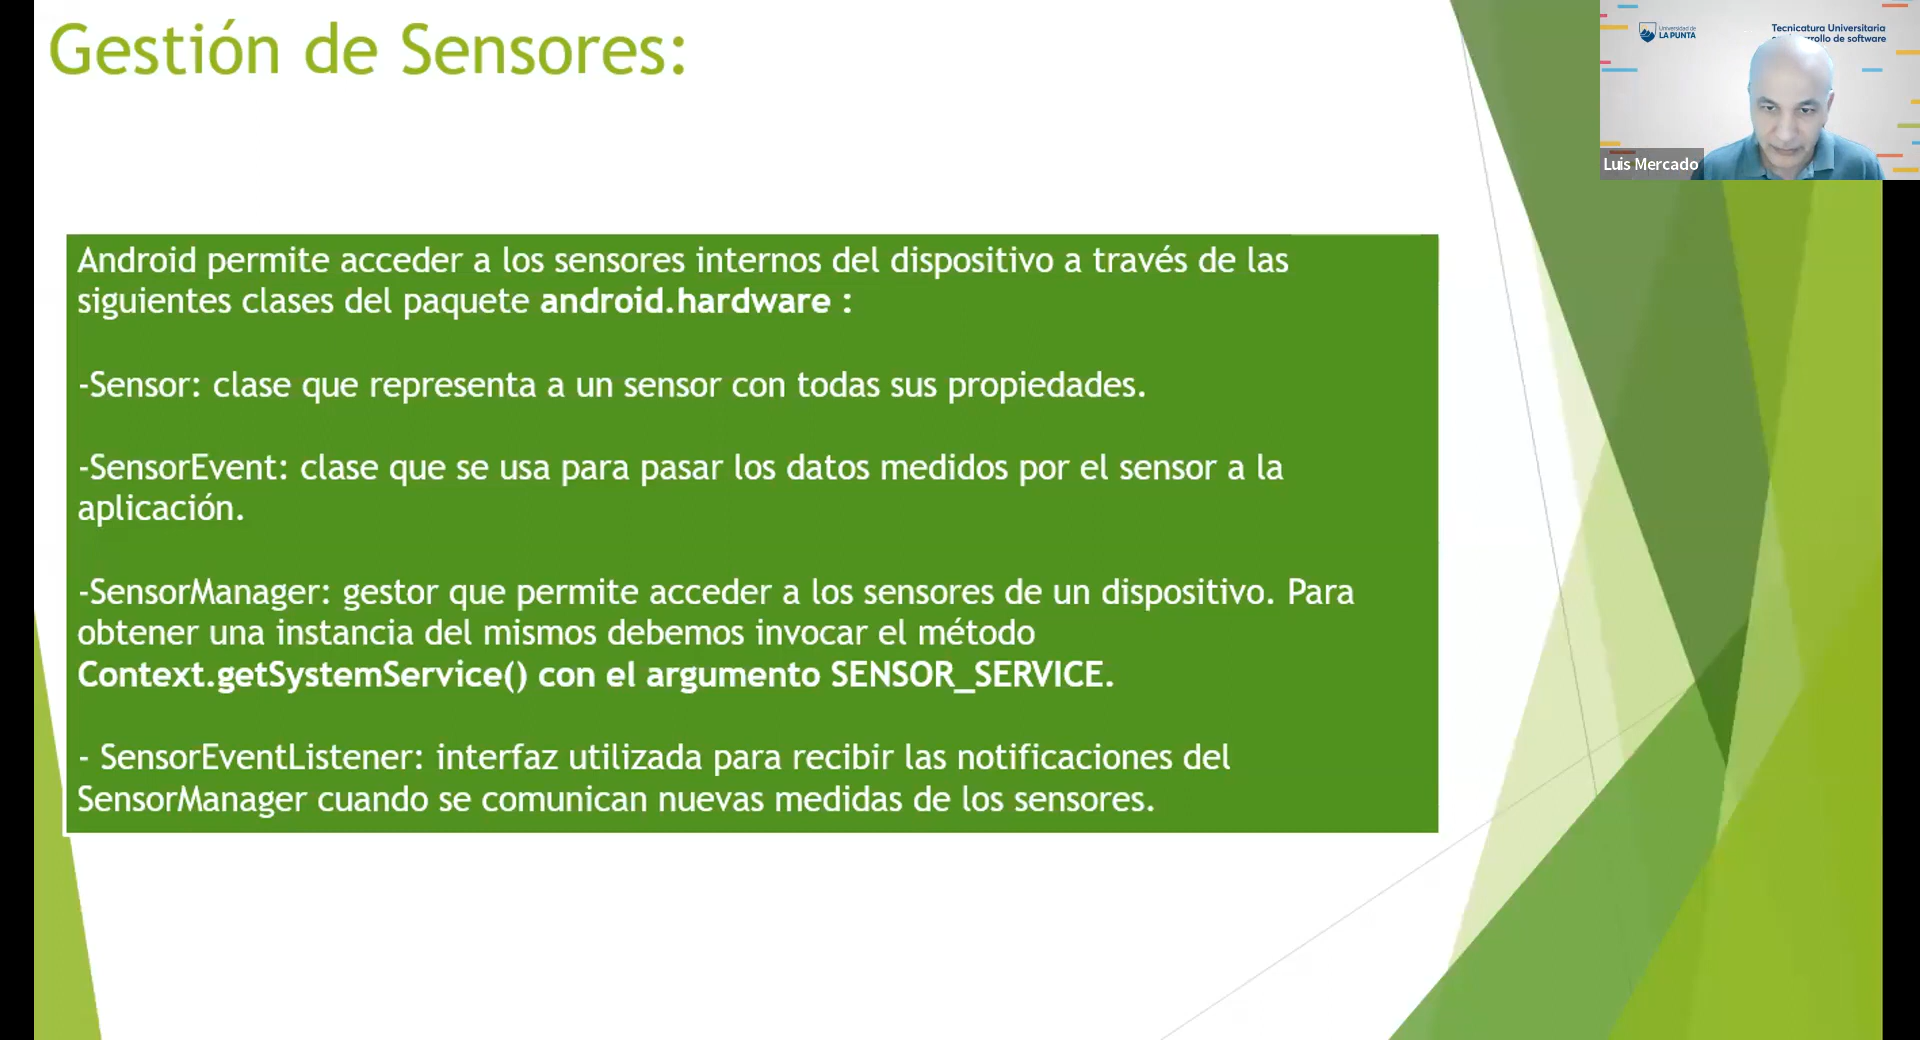 Gestión de Sensores:
Universidad de
LA PUNTA
Tecnicatura Universitaria
rollo de software
Luis Mercado
Android permite acceder a los sensores internos del dispositivo a través de las
siguientes clases del paquete android.hardware :
-Sensor: clase que representa a un sensor con todas sus propiedades.
-SensorEvent: clase que se usa para pasar los datos medidos por el sensor a la
aplicación.
-SensorManager: gestor que permite acceder a los sensores de un dispositivo. Para
obtener una instancia del mismos debemos invocar el método
Context.getSystemService() con el argumento SENSOR_SERVICE.
- SensorEventListener: interfaz utilizada para recibir las notificaciones del
SensorManager cuando se comunican nuevas medidas de los sensores.